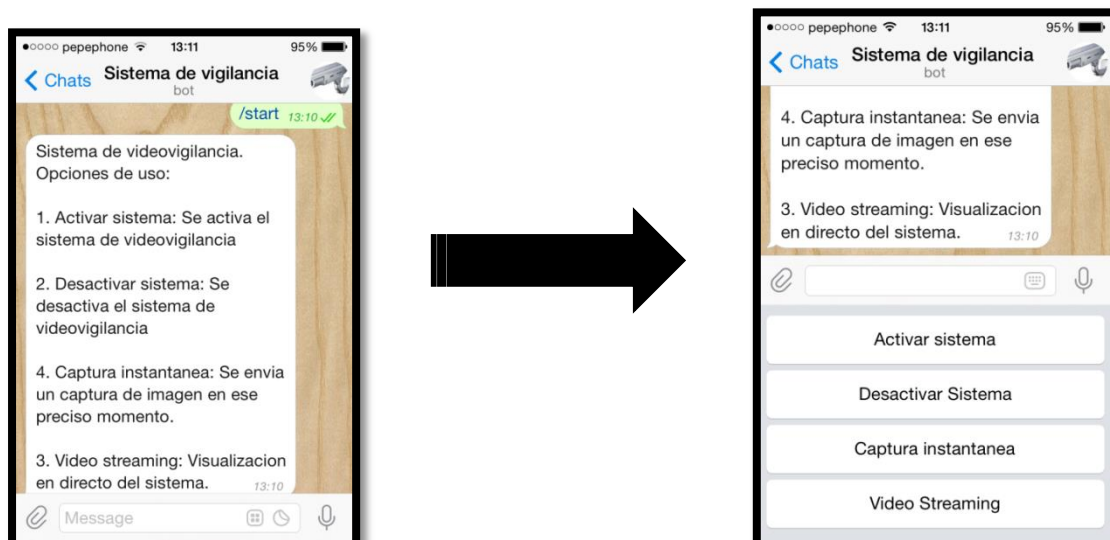 pepephone 13:11 95%
Chats Sistema de vigilancia
bot
/start 13:10
Sistema de videovigilancia.
Opciones de uso:
1. Activar sistema: Se activa el
sistema de videovigilancia
2. Desactivar sistema: Se
desactiva el sistema de
videovigilancia
4. Captura instantanea: Se envia
un captura de imagen en ese
preciso momento.
3. Video streaming: Visualizacion
en directo del sistema. 13:10
Message
pepephone 13:11 95%
Chats Sistema de vigilancia
bot
4. Captura instantanea: Se envia
un captura de imagen en ese
preciso momento.
3. Video streaming: Visualizacion
en directo del sistema. 13:10
Activar sistema
Desactivar Sistema
Captura instantanea
Video Streaming